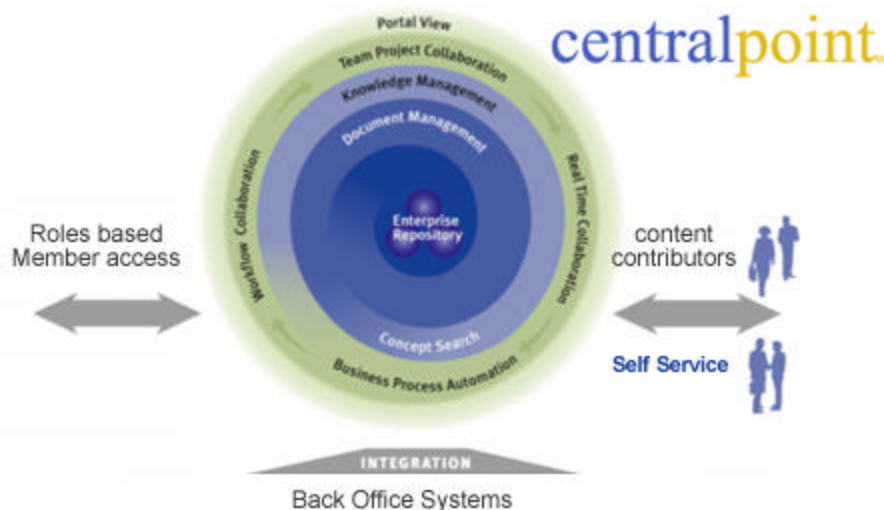 Portal View
centralpoint
Team Project Collaboration
Knowledge Management
Document Management
Workflow Collaboration
Real Time Collaboration
Enterprise
Repository
Roles based
Member access
content
contributors
Concept Search
Self Service
Business Process Automation
INTEGRATION
Back Office Systems